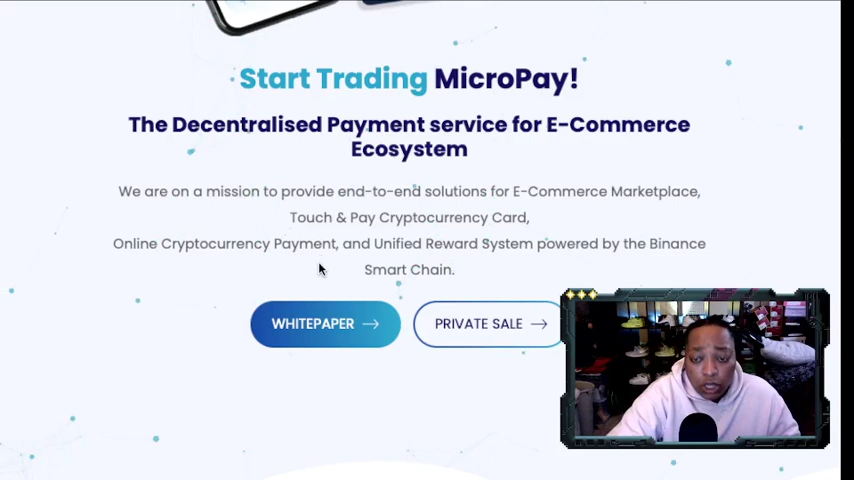 Start Trading MicroPay!
The Decentralised Payment service for E-Commerce
Ecosystem
We are on a mission to provide end-to-end solutions for E-Commerce Marketplace,
Touch & Pay Cryptocurrency Card,
Online Cryptocurrency Payment, and Unified Reward System powered by the Binance
Smart Chain.
WHITEPAPER
PRIVATE SALE